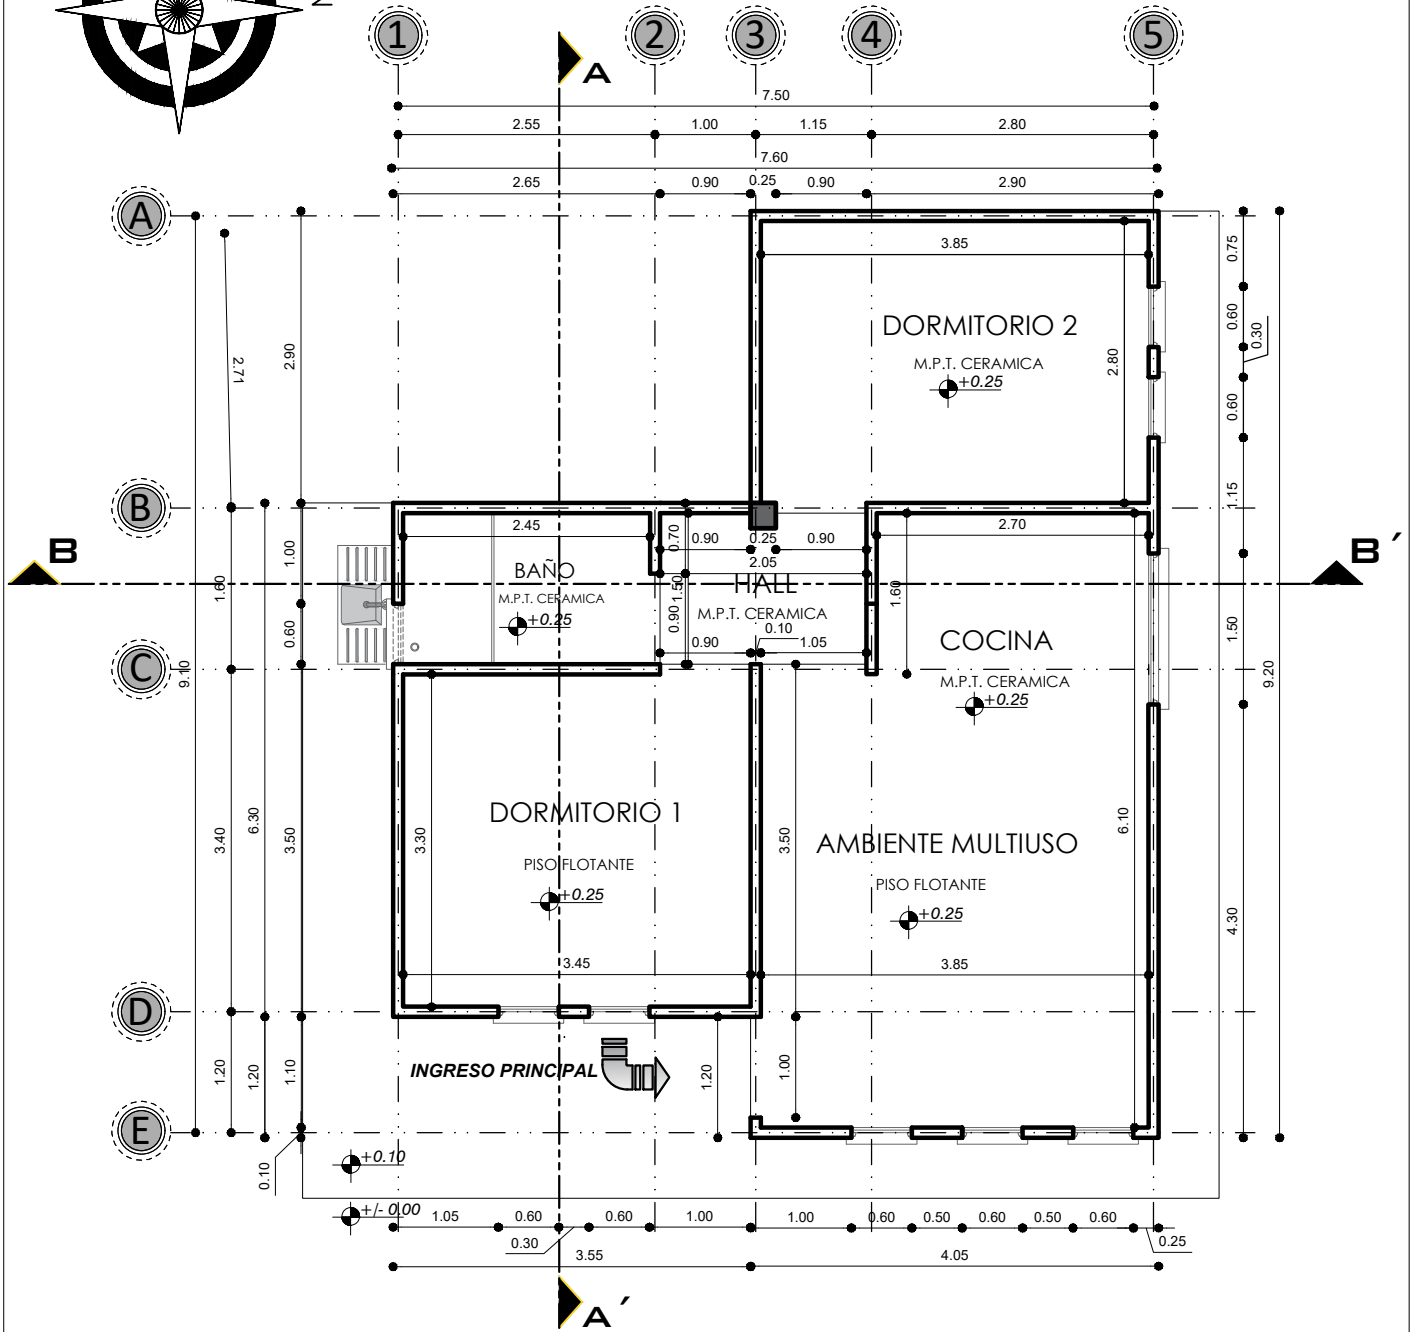 N
1 2 3 4 5
A
7.50
2.55 1.00 1.15 2.80
7.60
2.65 0.90 0.25 0.90 2.90
A
3.85
0.75
DORMITORIO 2
0.60
0.30
2.90
2.71
2.80
M.P.T. CERAMICA
+0.25
0.60
B
1.15
2.45
0.70
0.90 0.25 0.90
2.70
2.05
B
B´
1.00
1.60
BAÑO
M.P.T. CERAMICA
+0.25
1.50
HALL
M.P.T. CERAMICA
1.60
0.60
0.90
0.10
0.90 1.05
COCINA
1.50
C
9.10
M.P.T. CERAMICA
+0.25
9.20
DORMITORIO 1
AMBIENTE MULTIUSO
3.40
6.30
3.50
3.30
3.50
6.10
PISO FLOTANTE
+0.25
PISO FLOTANTE
+0.25
4.30
3.45
3.85
D
INGRESO PRINCIPAL
1.20
1.20
1.10
1.20
1.00
E
0.10
+0.10
+/- 0.00
1.05 0.60 0.60 1.00 1.00 0.60 0.50 0.60 0.50 0.60
0.30
0.25
3.55 4.05
A´